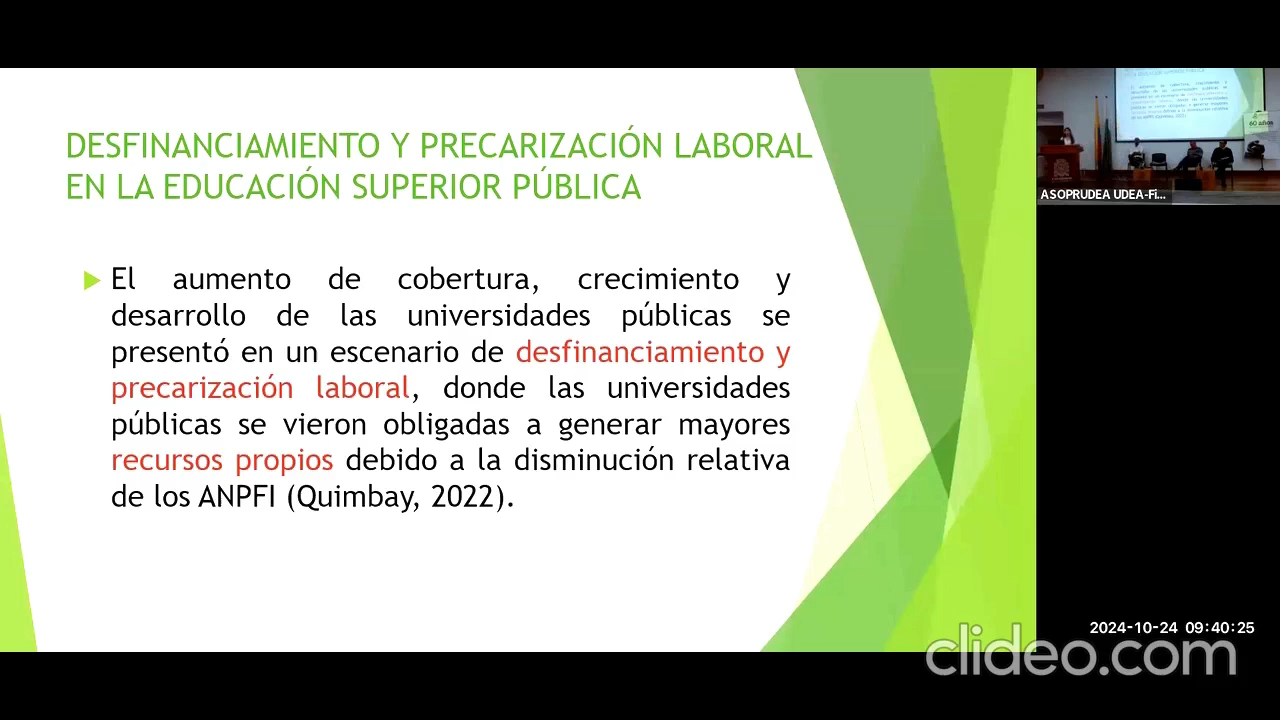 DESFINANCIAMIENTO Y PRECARIZACIÓN LABORAL
EN LA EDUCACIÓN SUPERIOR PÚBLICA
El aumento de cobertura, crecimiento y
desarrollo de las universidades públicas se
presentó en un escenario de desfinanciamiento y
precarización laboral, donde las universidades
públicas se vieron obligadas a generar mayores
recursos propios debido a la disminución relativa
de los ANPFI (Quimbay, 2022).
60 años
ASOPRUDEA UDEA-Fi...
2024-10-24 09:40:25
clideo.com